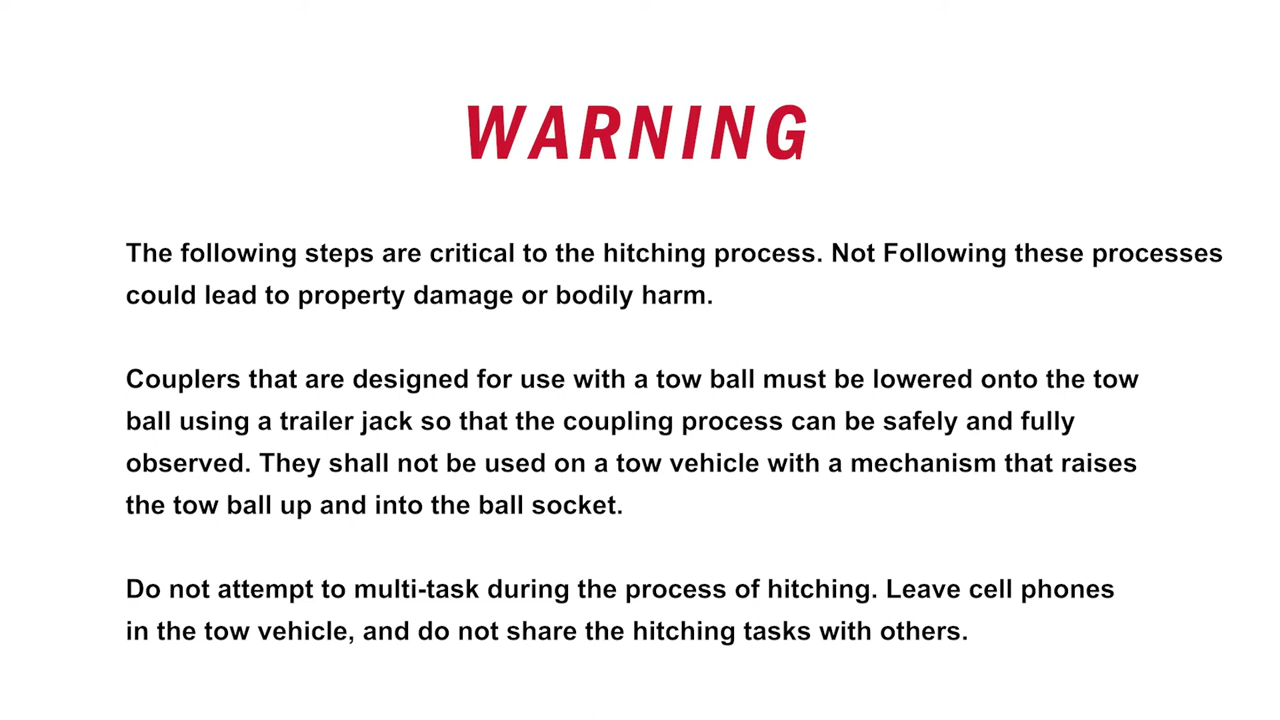 WARNING
The following steps are critical to the hitching process. Not Following these processes
could lead to property damage or bodily harm.
Couplers that are designed for use with a tow ball must be lowered onto the tow
ball using a trailer jack so that the coupling process can be safely and fully
observed. They shall not be used on a tow vehicle with a mechanism that raises
the tow ball up and into the ball socket.
Do not attempt to multi-task during the process of hitching. Leave cell phones
in the tow vehicle, and do not share the hitching tasks with others.